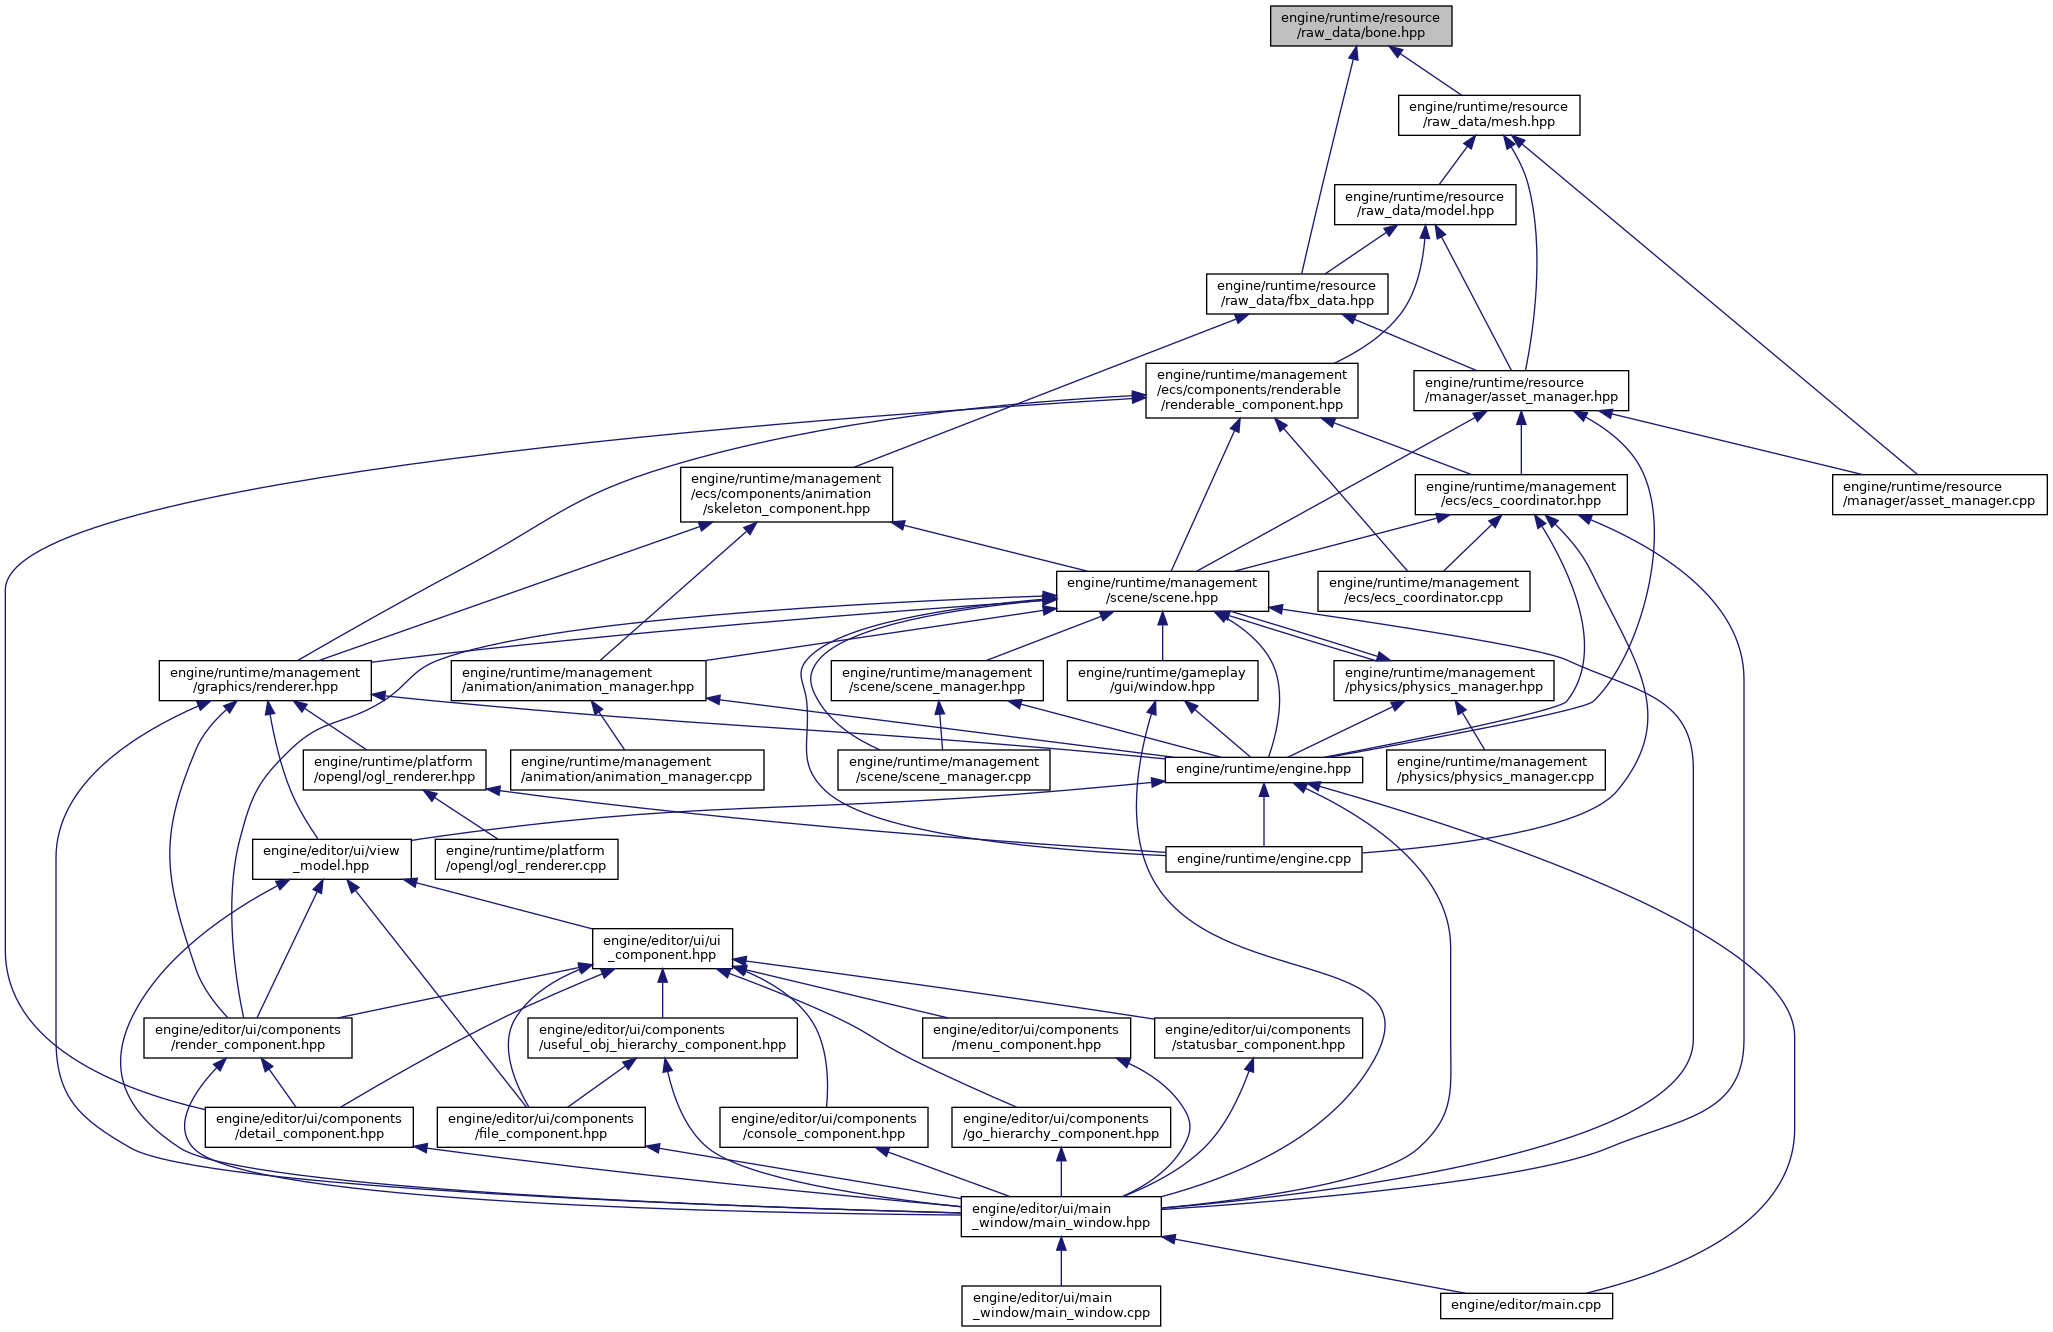 engine/runtime/resource
/raw_data/bone.hpp
engine/runtime/resource
/raw_data/mesh.hpp
engine/runtime/resource
/raw_data/model.hpp
engine/runtime/resource
/raw_data/fbx_data.hpp
engine/runtime/management
/ecs/components/renderable
/renderable_component.hpp
engine/runtime/resource
/manager/asset_manager.hpp
engine/runtime/management
/ecs/components/animation
/skeleton_component.hpp
engine/runtime/management
/ecs/ecs_coordinator.hpp
engine/runtime/resource
/manager/asset_manager.cpp
engine/runtime/management
/scene/scene.hpp
engine/runtime/management
/ecs/ecs_coordinator.cpp
engine/runtime/management
/graphics/renderer.hpp
engine/runtime/management
/animation/animation_manager.hpp
engine/runtime/management
/scene/scene_manager.hpp
engine/runtime/gameplay
/gui/window.hpp
engine/runtime/management
/physics/physics_manager.hpp
engine/runtime/platform
/opengl/ogl_renderer.hpp
engine/runtime/management
/animation/animation_manager.cpp
engine/runtime/management
/scene/scene_manager.cpp
engine/runtime/engine.hpp
engine/runtime/management
/physics/physics_manager.cpp
engine/editor/ui/view
_model.hpp
engine/runtime/platform
/opengl/ogl_renderer.cpp
engine/runtime/engine.cpp
engine/editor/ui/ui
_component.hpp
engine/editor/ui/components
/render_component.hpp
engine/editor/ui/components
/useful_obj_hierarchy_component.hpp
engine/editor/ui/components
/menu_component.hpp
engine/editor/ui/components
/statusbar_component.hpp
engine/editor/ui/components
/detail_component.hpp
engine/editor/ui/components
/file_component.hpp
engine/editor/ui/components
/console_component.hpp
engine/editor/ui/components
/go_hierarchy_component.hpp
engine/editor/ui/main
_window/main_window.hpp
engine/editor/ui/main
_window/main_window.cpp
engine/editor/main.cpp